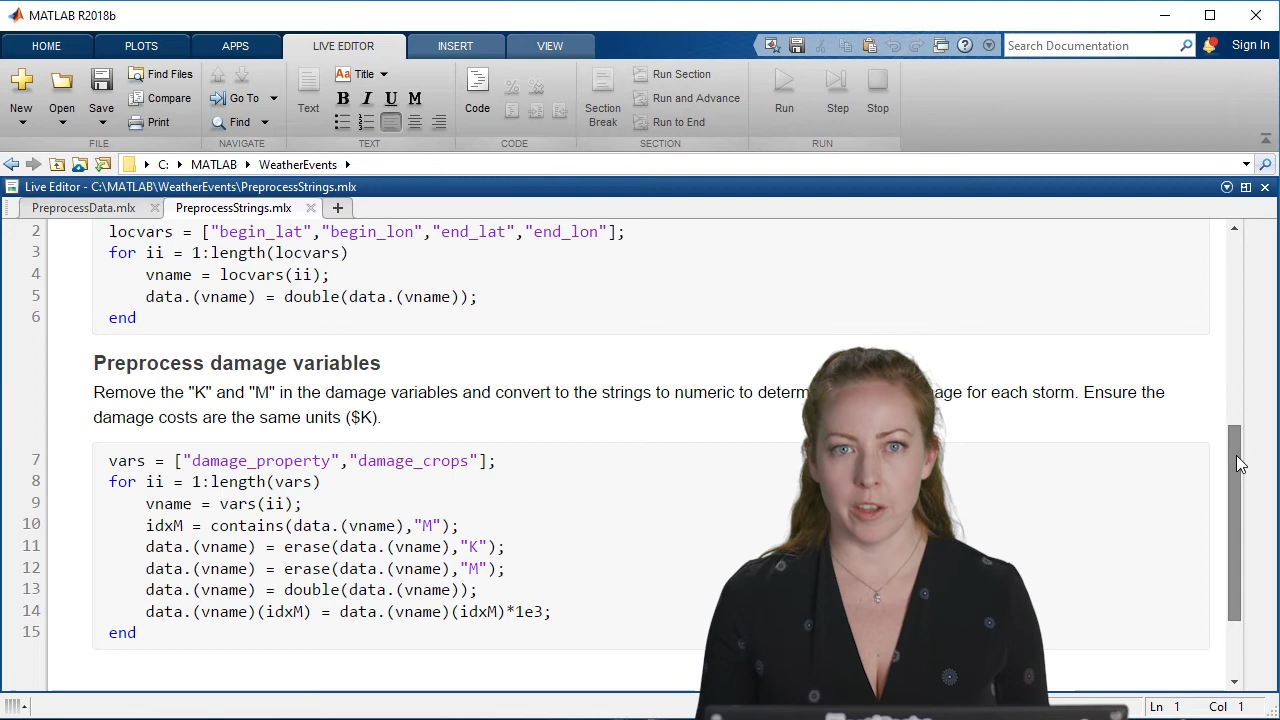 MATLAB R2018b
HOME PLOTS APPS LIVE EDITOR INSERT VIEW Search Documentation Sign In
New Open Save Find Files Compare Print Go To Find Text Aa Title B I U M Code Section Break Run Section Run and Advance Run to End Run Step Stop
FILE NAVIGATE TEXT CODE SECTION RUN
C: MATLAB WeatherEvents
Live Editor - C:\MATLAB\WeatherEvents\PreprocessStrings.mlx
PreprocessData.mlx PreprocessStrings.mlx
2 locvars = ["begin_lat","begin_lon","end_lat","end_lon"];
3 for ii = 1:length(locvars)
4 vname = locvars(ii);
5 data.(vname) = double(data.(vname));
6 end
Preprocess damage variables
Remove the "K" and "M" in the damage variables and convert to the strings to numeric to determ age for each storm. Ensure the
damage costs are the same units ($K).
7 vars = ["damage_property","damage_crops"];
8 for ii = 1:length(vars)
9 vname = vars(ii);
10 idxM = contains(data.(vname),"M");
11 data.(vname) = erase(data.(vname),"K");
12 data.(vname) = erase(data.(vname),"M");
13 data.(vname) = double(data.(vname));
14 data.(vname)(idxM) = data.(vname)(idxM)*1e3;
15 end
Ln 1 Col 1